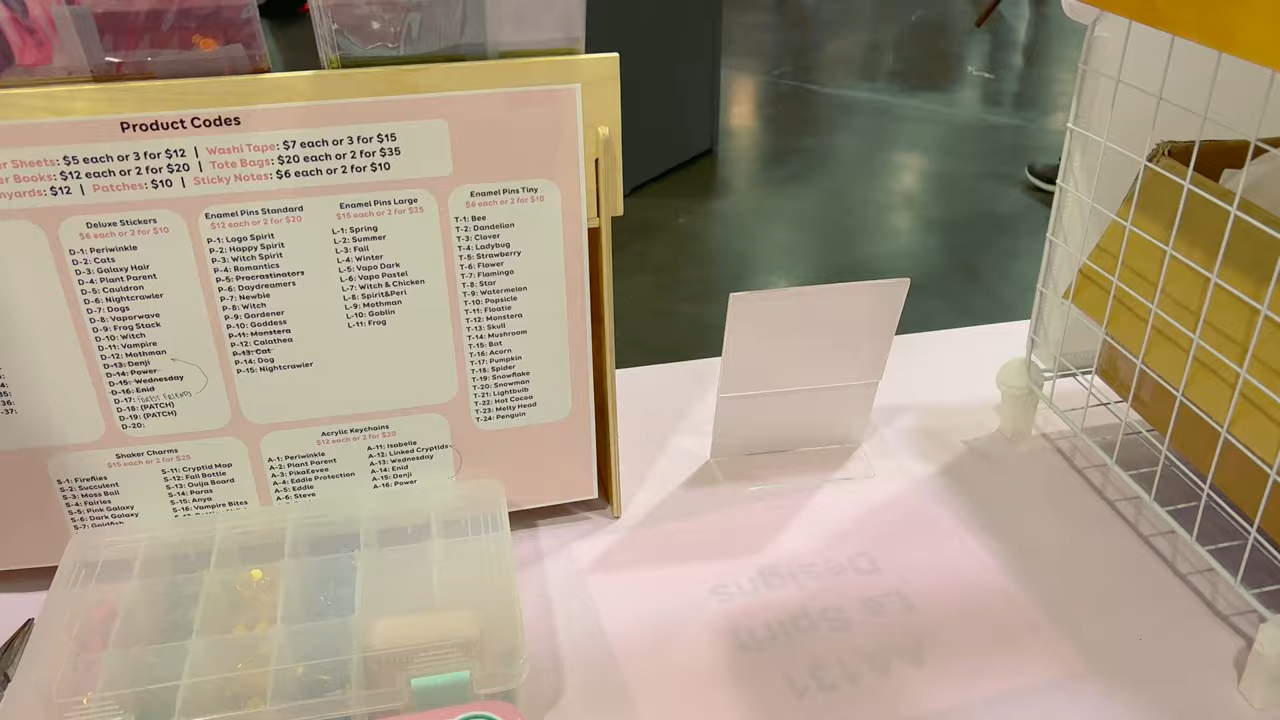 Product Codes
er Sheets: $5 each or 3 for $12 | Washi Tape: $7 each or 3 for $15
er Books: $12 each or 2 for $20 | Tote Bags: $20 each or 2 for $35
nyards: $12 | Patches: $10 | Sticky Notes: $6 each or 2 for $10
36:
-37:
Deluxe Stickers
$6 each or 2 for $10
D-1: Periwinkle
D-2: Cats
D-3: Galaxy Hair
D-4: Plant Parent
D-5: Cauldron
D-6: Nightcrawler
D-7: Dogs
D-8: Vaporwave
D-9: Frog Stack
D-10: Witch
D-11: Vampire
D-12: Mothman
D-13: Denji
D-14: Power
D-15: Wednesday
D-16: Enid
D-17: FOREST FRIENDS
D-18: (PATCH)
D-19: (PATCH)
D-20:
Enamel Pins Standard
$12 each or 2 for $20
P-1: Logo Spirit
P-2: Happy Spirit
P-3: Witch Spirit
P-4: Romantics
P-5: Procrastinators
P-6: Daydreamers
P-7: Newbie
P-8: Witch
P-9: Gardener
P-10: Goddess
P-11: Monstera
P-12: Calathea
P-13: Cat
P-14: Dog
P-15: Nightcrawler
Enamel Pins Large
$15 each or 2 for $25
L-1: Spring
L-2: Summer
L-3: Fall
L-4: Winter
L-5: Vapo Dark
L-6: Vapo Pastel
L-7: Witch & Chicken
L-8: Spirit&Peri
L-9: Mothman
L-10: Goblin
L-11: Frog
Enamel Pins Tiny
$6 each or 2 for $10
T-1: Bee
T-2: Dandelion
T-3: Clover
T-4: Ladybug
T-5: Strawberry
T-6: Flower
T-7: Flamingo
T-8: Star
T-9: Watermelon
T-10: Popsicle
T-11: Floatie
T-12: Monstera
T-13: Skull
T-14: Mushroom
T-15: Bat
T-16: Acorn
T-17: Pumpkin
T-18: Spider
T-19: Snowflake
T-20: Snowman
T-21: Lightbulb
T-22: Hot Cocoa
T-23: Melty Head
T-24: Penguin
Shaker Charms
$15 each or 2 for $25
S-1: Fireflies
S-2: Succulent
S-3: Moss Ball
S-4: Fairies
S-5: Pink Galaxy
S-6: Dark Galaxy
S-7: Goldfish
S-11: Cryptid Map
S-12: Fall Bottle
S-13: Ouija Board
S-14: Paras
S-15: Anya
S-16: Vampire Bites
Acrylic Keychains
$12 each or 2 for $20
A-1: Periwinkle
A-2: Plant Parent
A-3: PikaEevee
A-4: Eddie Protection
A-5: Eddie
A-6: Steve
A-11: Isabelle
A-12: Linked Cryptids
A-13: Wednesday
A-14: Enid
A-15: Denji
A-16: Power
AA131
La Spirit
Designs